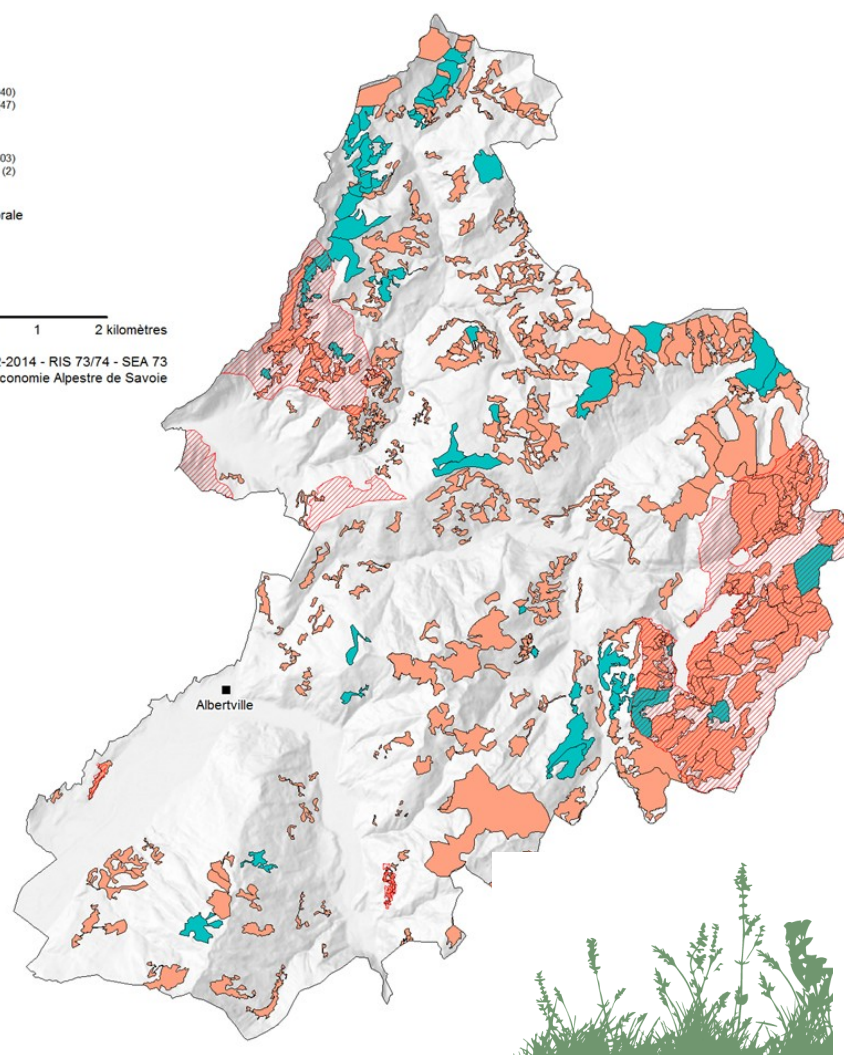 40)
47)
03)
(2)
orale
1 2 kilomètres
2-2014 - RIS 73/74 - SEA 73
conomie Alpestre de Savoie
Albertville